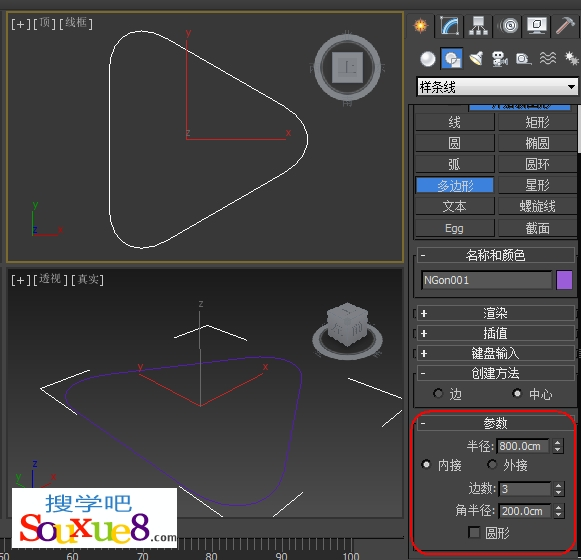 [+][顶][线框]
y
x
z
上
y
z
x
[+][透视][真实]
z
y
x
z
y
搜学吧
SouXue8.com
50
60
70
80
90
100
样条线
线
矩形
圆
椭圆
弧
圆环
多边形
星形
文本
螺旋线
Egg
截面
- 名称和颜色
NGon001
+ 渲染
+ 插值
+ 键盘输入
- 创建方法
边
中心
- 参数
半径: 800.0cm
内接
外接
边数: 3
角半径: 200.0cm
圆形